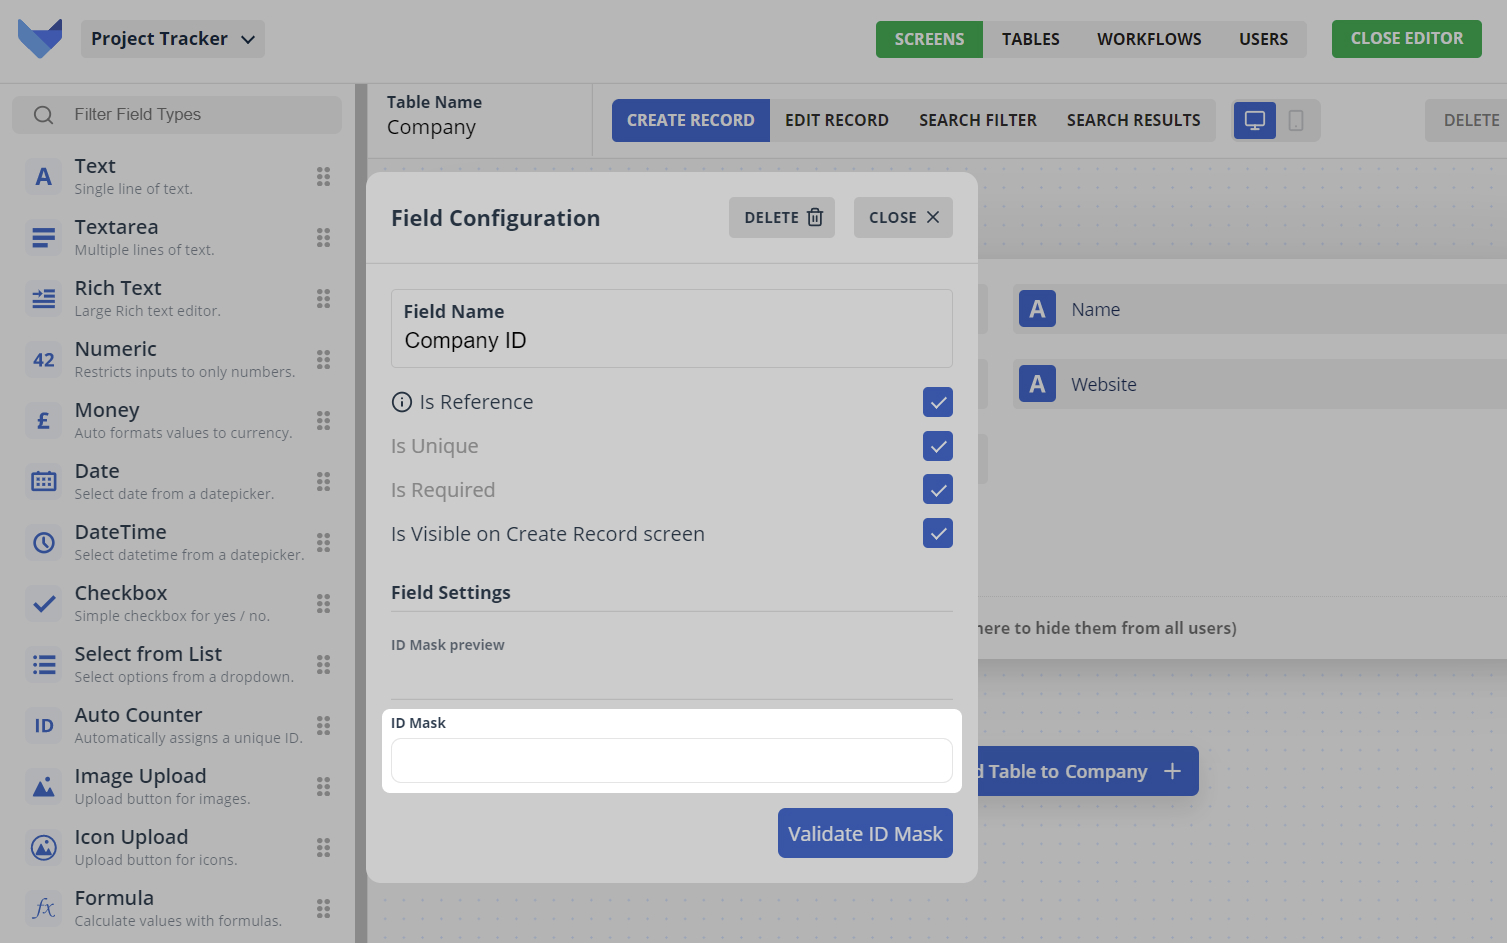 Project Tracker
SCREENS
TABLES
WORKFLOWS
USERS
CLOSE EDITOR
Filter Field Types
Table Name
Company
CREATE RECORD
EDIT RECORD
SEARCH FILTER
SEARCH RESULTS
DELETE
A Text
Single line of text.
Textarea
Multiple lines of text.
Rich Text
Large Rich text editor.
42 Numeric
Restricts inputs to only numbers.
£ Money
Auto formats values to currency.
Date
Select date from a datepicker.
DateTime
Select datetime from a datepicker.
Checkbox
Simple checkbox for yes / no.
Select from List
Select options from a dropdown.
ID Auto Counter
Automatically assigns a unique ID.
Image Upload
Upload button for images.
Icon Upload
Upload button for icons.
fx Formula
Calculate values with formulas.
Field Configuration
DELETE
CLOSE
Field Name
Company ID
Is Reference
Is Unique
Is Required
Is Visible on Create Record screen
Field Settings
ID Mask preview
ID Mask
Validate ID Mask
A Name
A Website
here to hide them from all users)
d Table to Company +